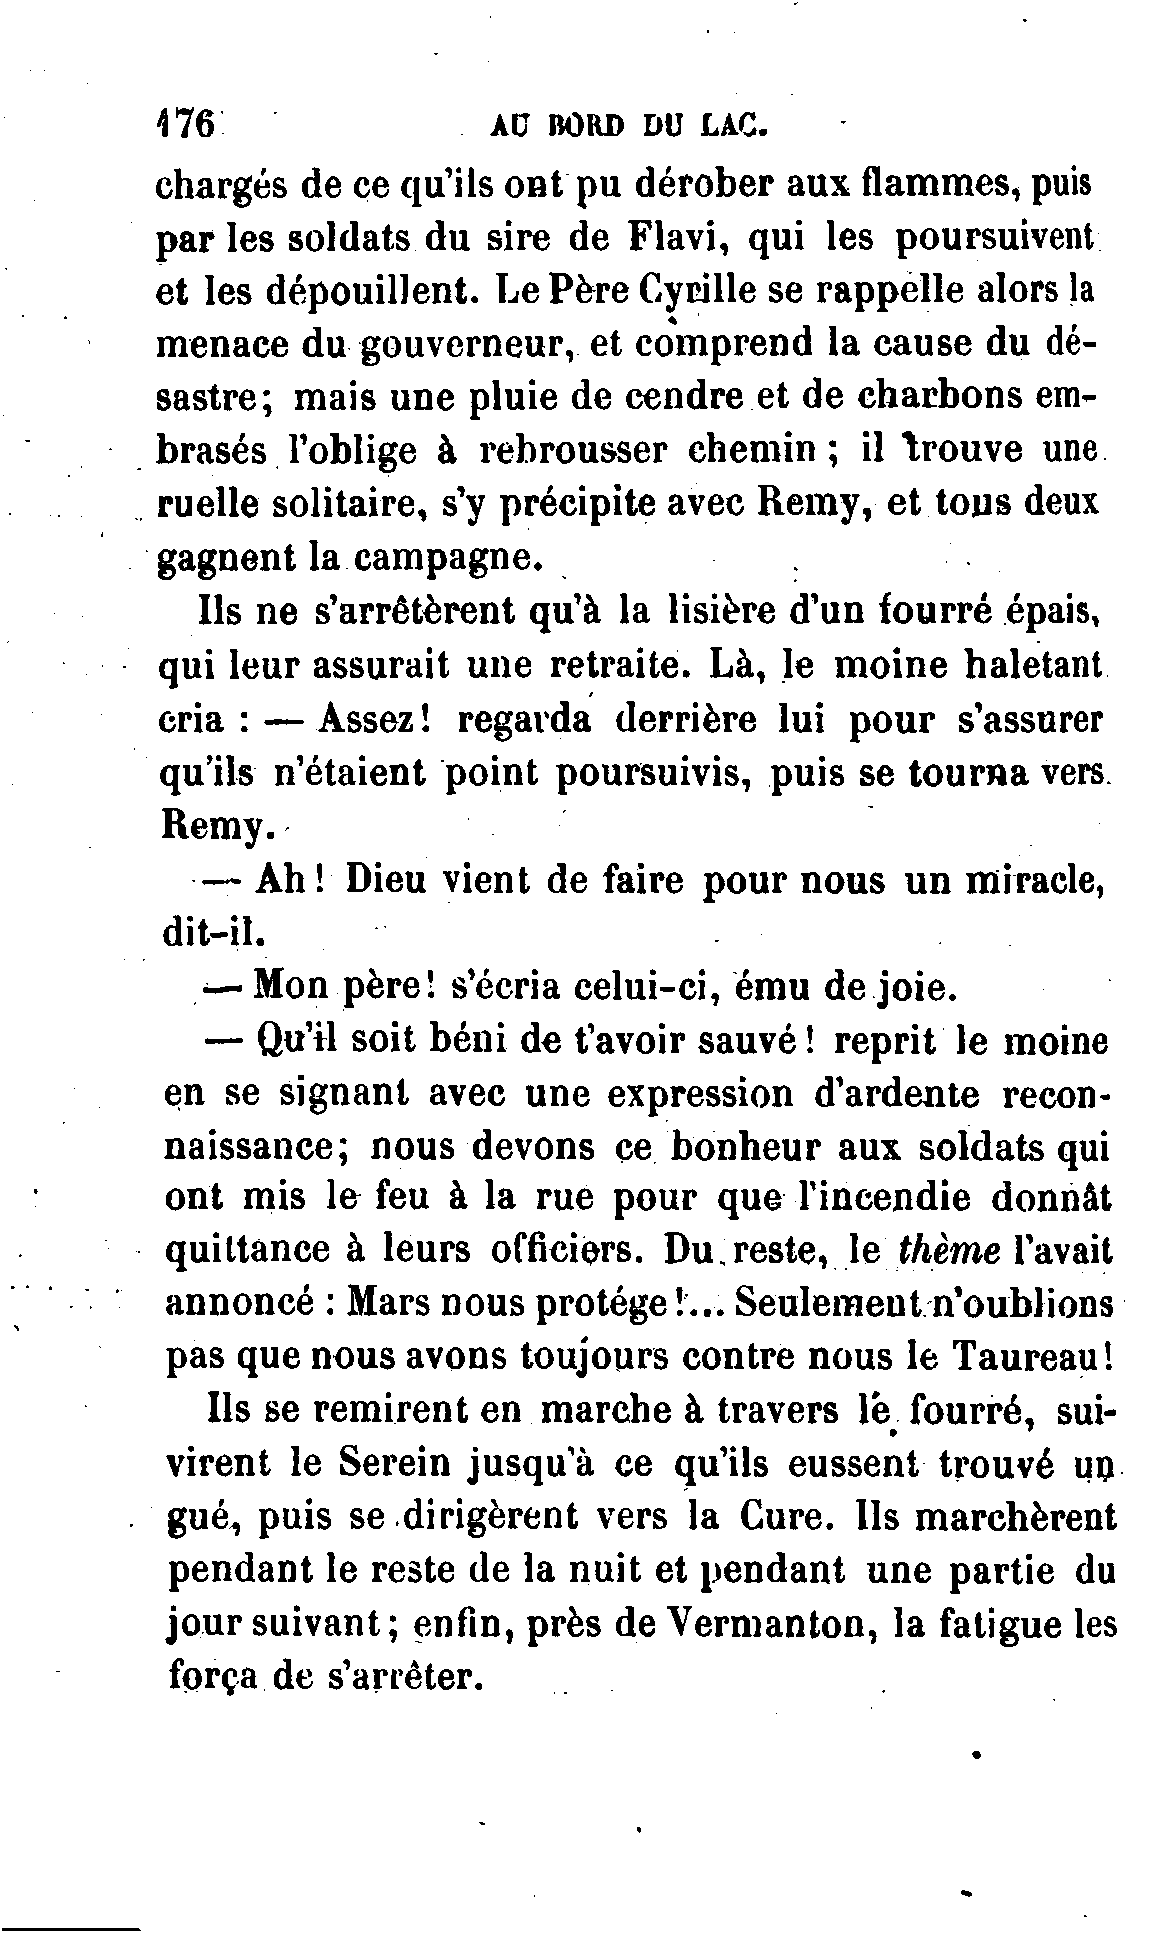 176 AU BORD DU LAC.
chargés de ce qu'ils ont pu dérober aux flammes, puis
par les soldats du sire de Flavi, qui les poursuivent
et les dépouillent. Le Père Cyrille se rappelle alors la
menace du gouverneur, et comprend la cause du dé-
sastre; mais une pluie de cendre et de charbons em-
brasés l'oblige à rebrousser chemin ; il trouve une
ruelle solitaire, s'y précipite avec Remy, et tous deux
gagnent la campagne.
Ils ne s'arrêtèrent qu'à la lisière d'un fourré épais,
qui leur assurait une retraite. Là, le moine haletant
cria : — Assez! regarda derrière lui pour s'assurer
qu'ils n'étaient point poursuivis, puis se tourna vers
Remy.
— Ah ! Dieu vient de faire pour nous un miracle,
dit-il.
— Mon père! s'écria celui-ci, ému de joie.
— Qu'il soit béni de t'avoir sauvé ! reprit le moine
en se signant avec une expression d'ardente recon-
naissance; nous devons ce bonheur aux soldats qui
ont mis le feu à la rue pour que l'incendie donnât
quittance à leurs officiers. Du reste, le thème l'avait
annoncé : Mars nous protége !... Seulement n'oublions
pas que nous avons toujours contre nous le Taureau!
Ils se remirent en marche à travers le fourré, sui-
virent le Serein jusqu'à ce qu'ils eussent trouvé un
gué, puis se dirigèrent vers la Cure. Ils marchèrent
pendant le reste de la nuit et pendant une partie du
jour suivant ; enfin, près de Vermanton, la fatigue les
força de s'arrêter.